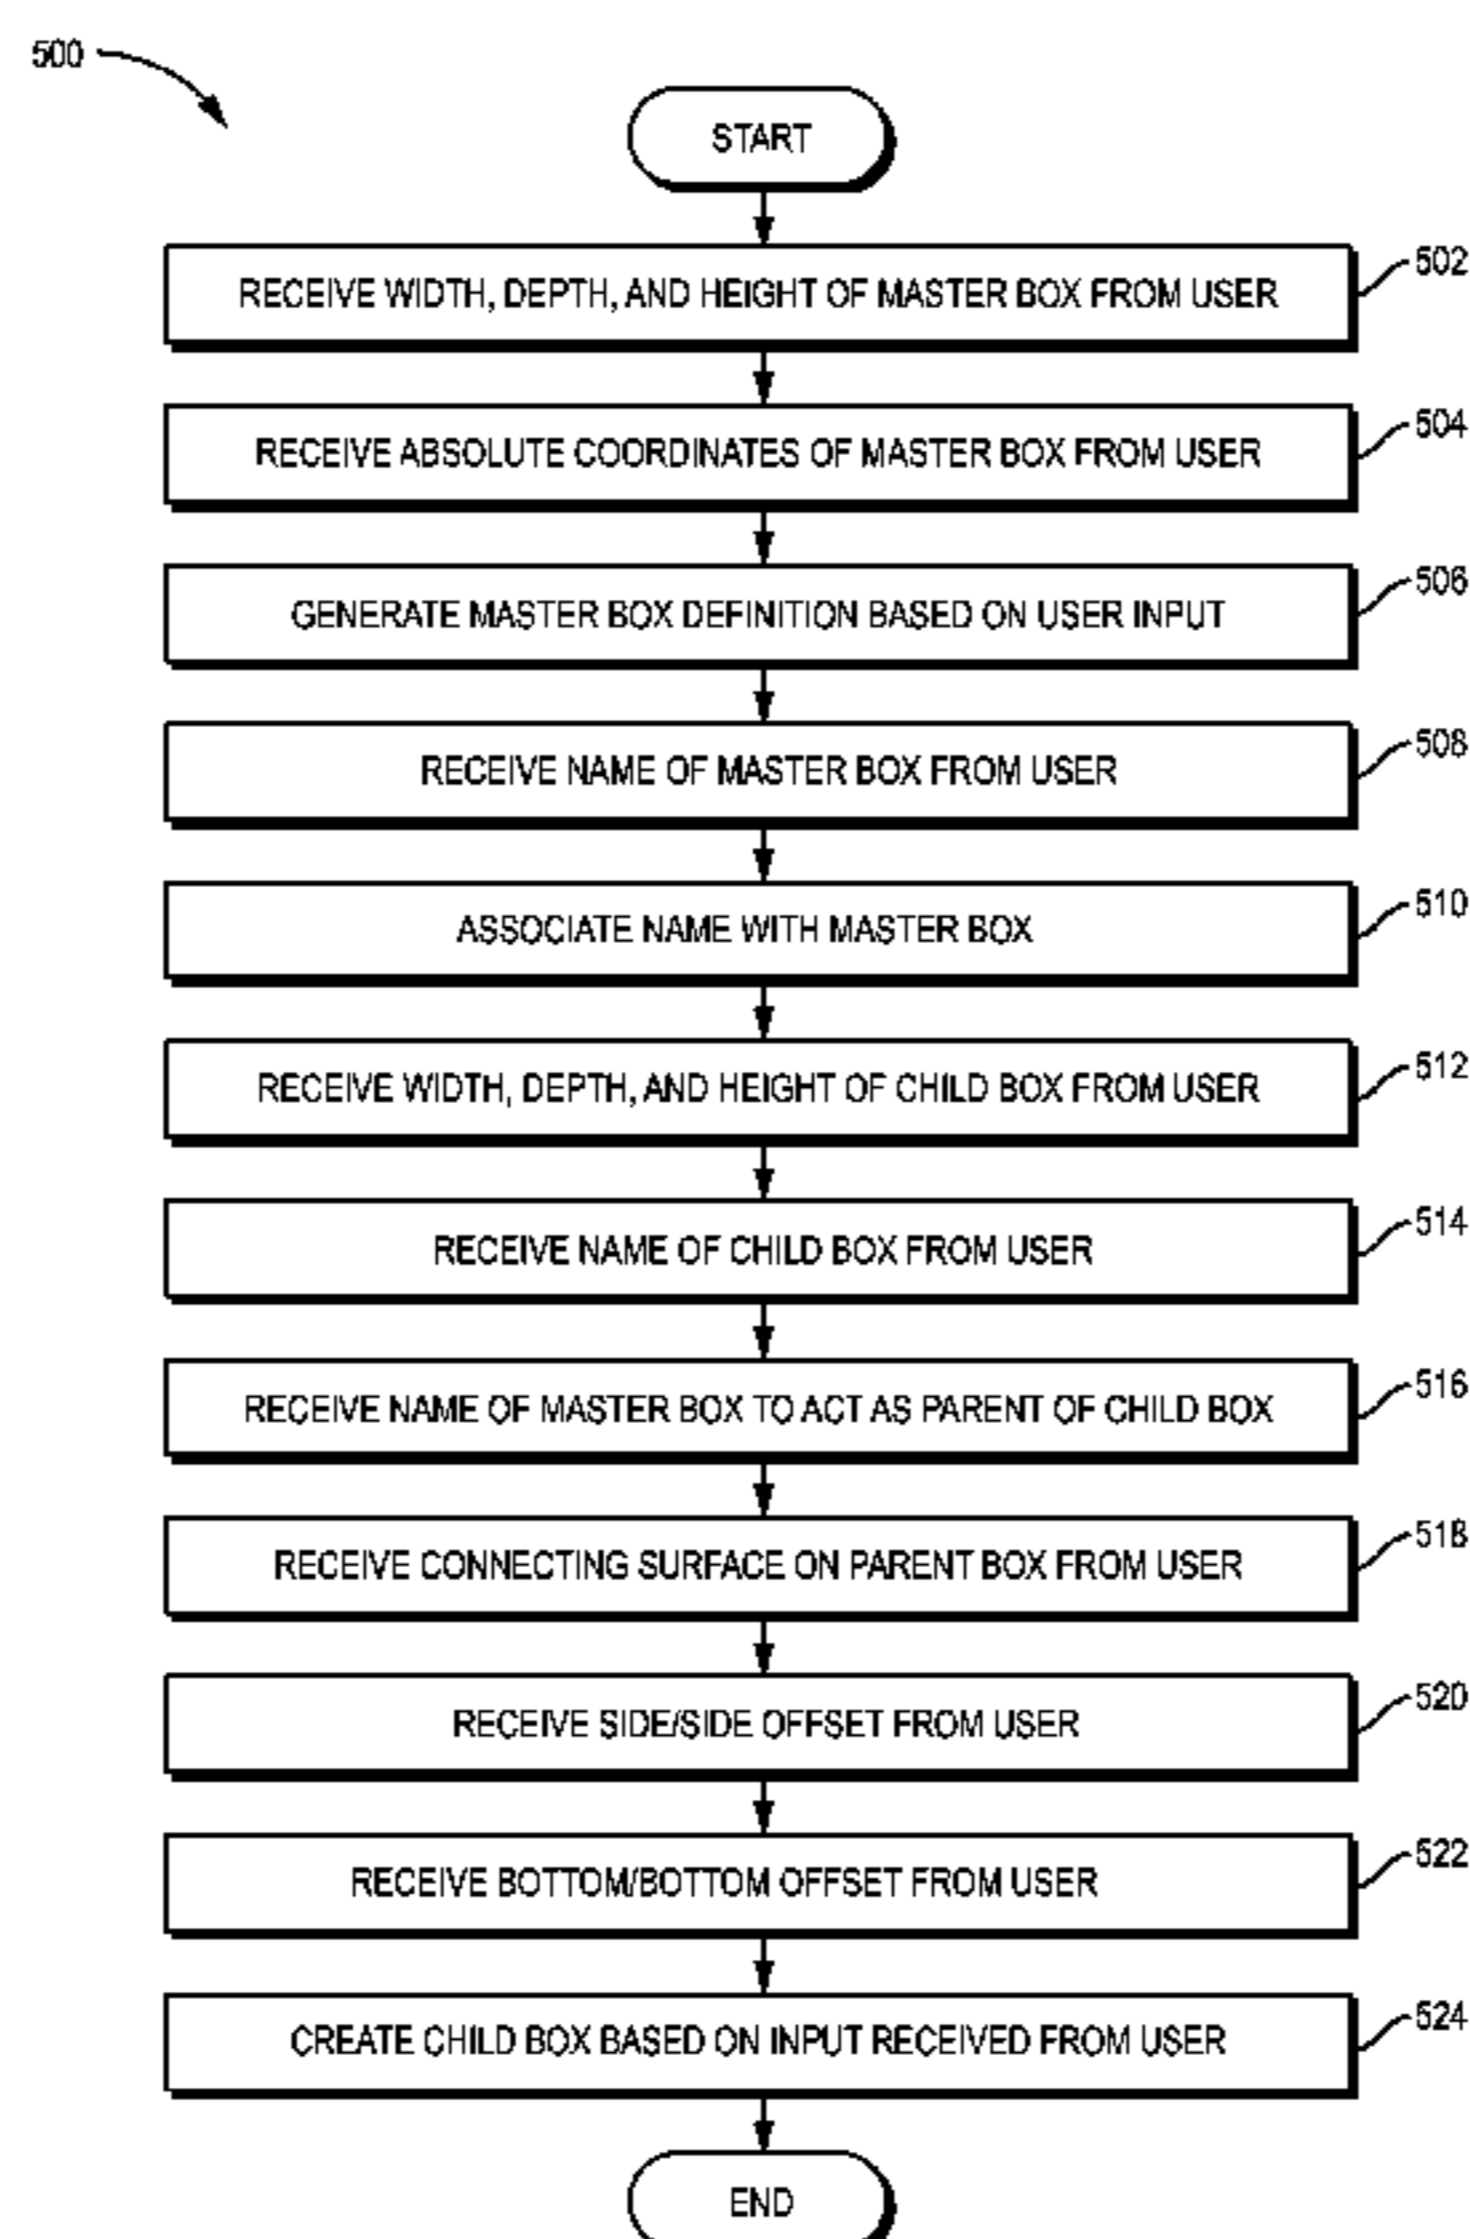 500
START
RECEIVE WIDTH, DEPTH, AND HEIGHT OF MASTER BOX FROM USER
502
RECEIVE ABSOLUTE COORDINATES OF MASTER BOX FROM USER
504
GENERATE MASTER BOX DEFINITION BASED ON USER INPUT
506
RECEIVE NAME OF MASTER BOX FROM USER
508
ASSOCIATE NAME WITH MASTER BOX
510
RECEIVE WIDTH, DEPTH, AND HEIGHT OF CHILD BOX FROM USER
512
RECEIVE NAME OF CHILD BOX FROM USER
514
RECEIVE NAME OF MASTER BOX TO ACT AS PARENT OF CHILD BOX
516
RECEIVE CONNECTING SURFACE ON PARENT BOX FROM USER
518
RECEIVE SIDE/SIDE OFFSET FROM USER
520
RECEIVE BOTTOM/BOTTOM OFFSET FROM USER
522
CREATE CHILD BOX BASED ON INPUT RECEIVED FROM USER
524
END